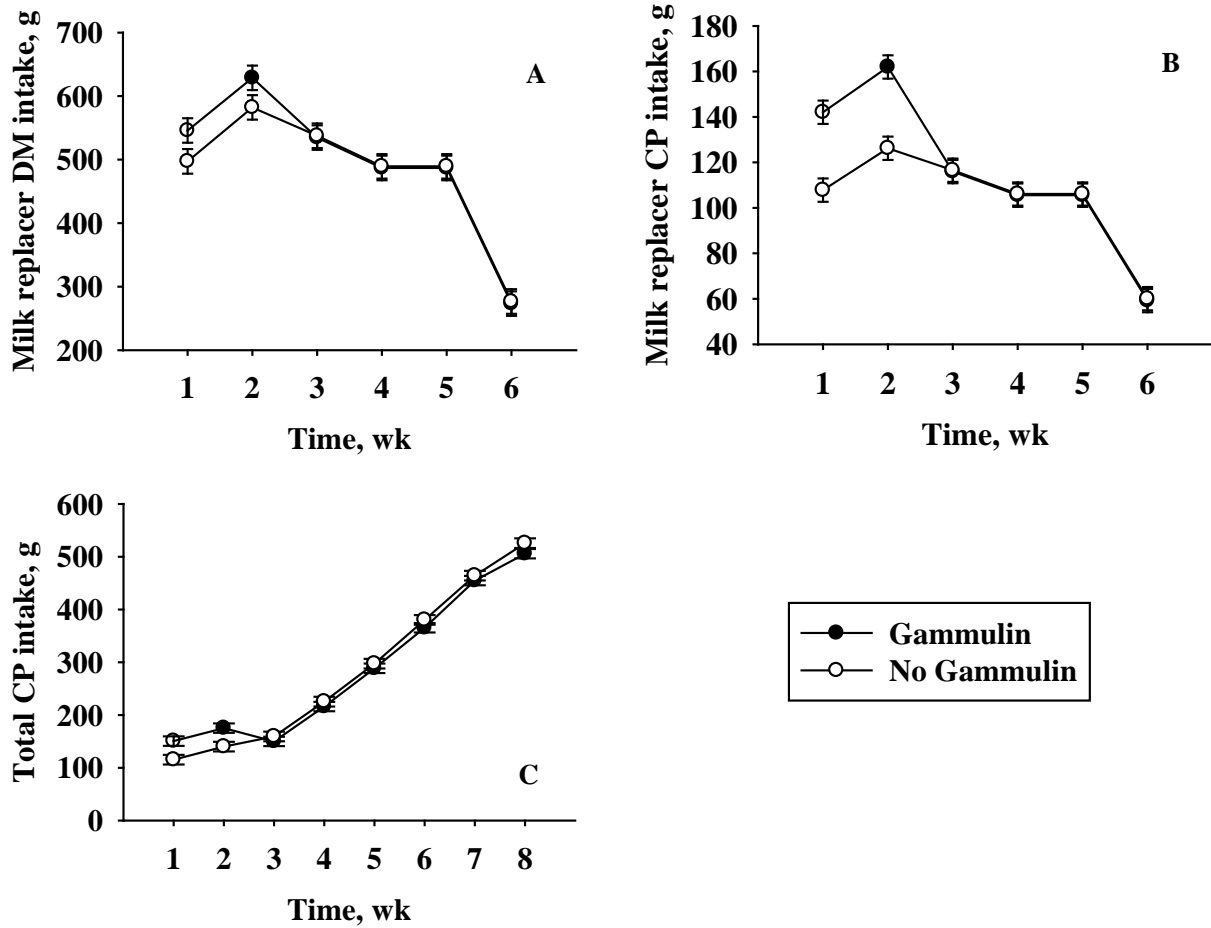 Milk replacer DM intake, g
700
600
500
400
300
200
A
1 2 3 4 5 6
Time, wk
Milk replacer CP intake, g
180
160
140
120
100
80
60
40
B
1 2 3 4 5 6
Time, wk
Total CP intake, g
600
500
400
300
200
100
0
C
1 2 3 4 5 6 7 8
Time, wk
Gammulin
No Gammulin